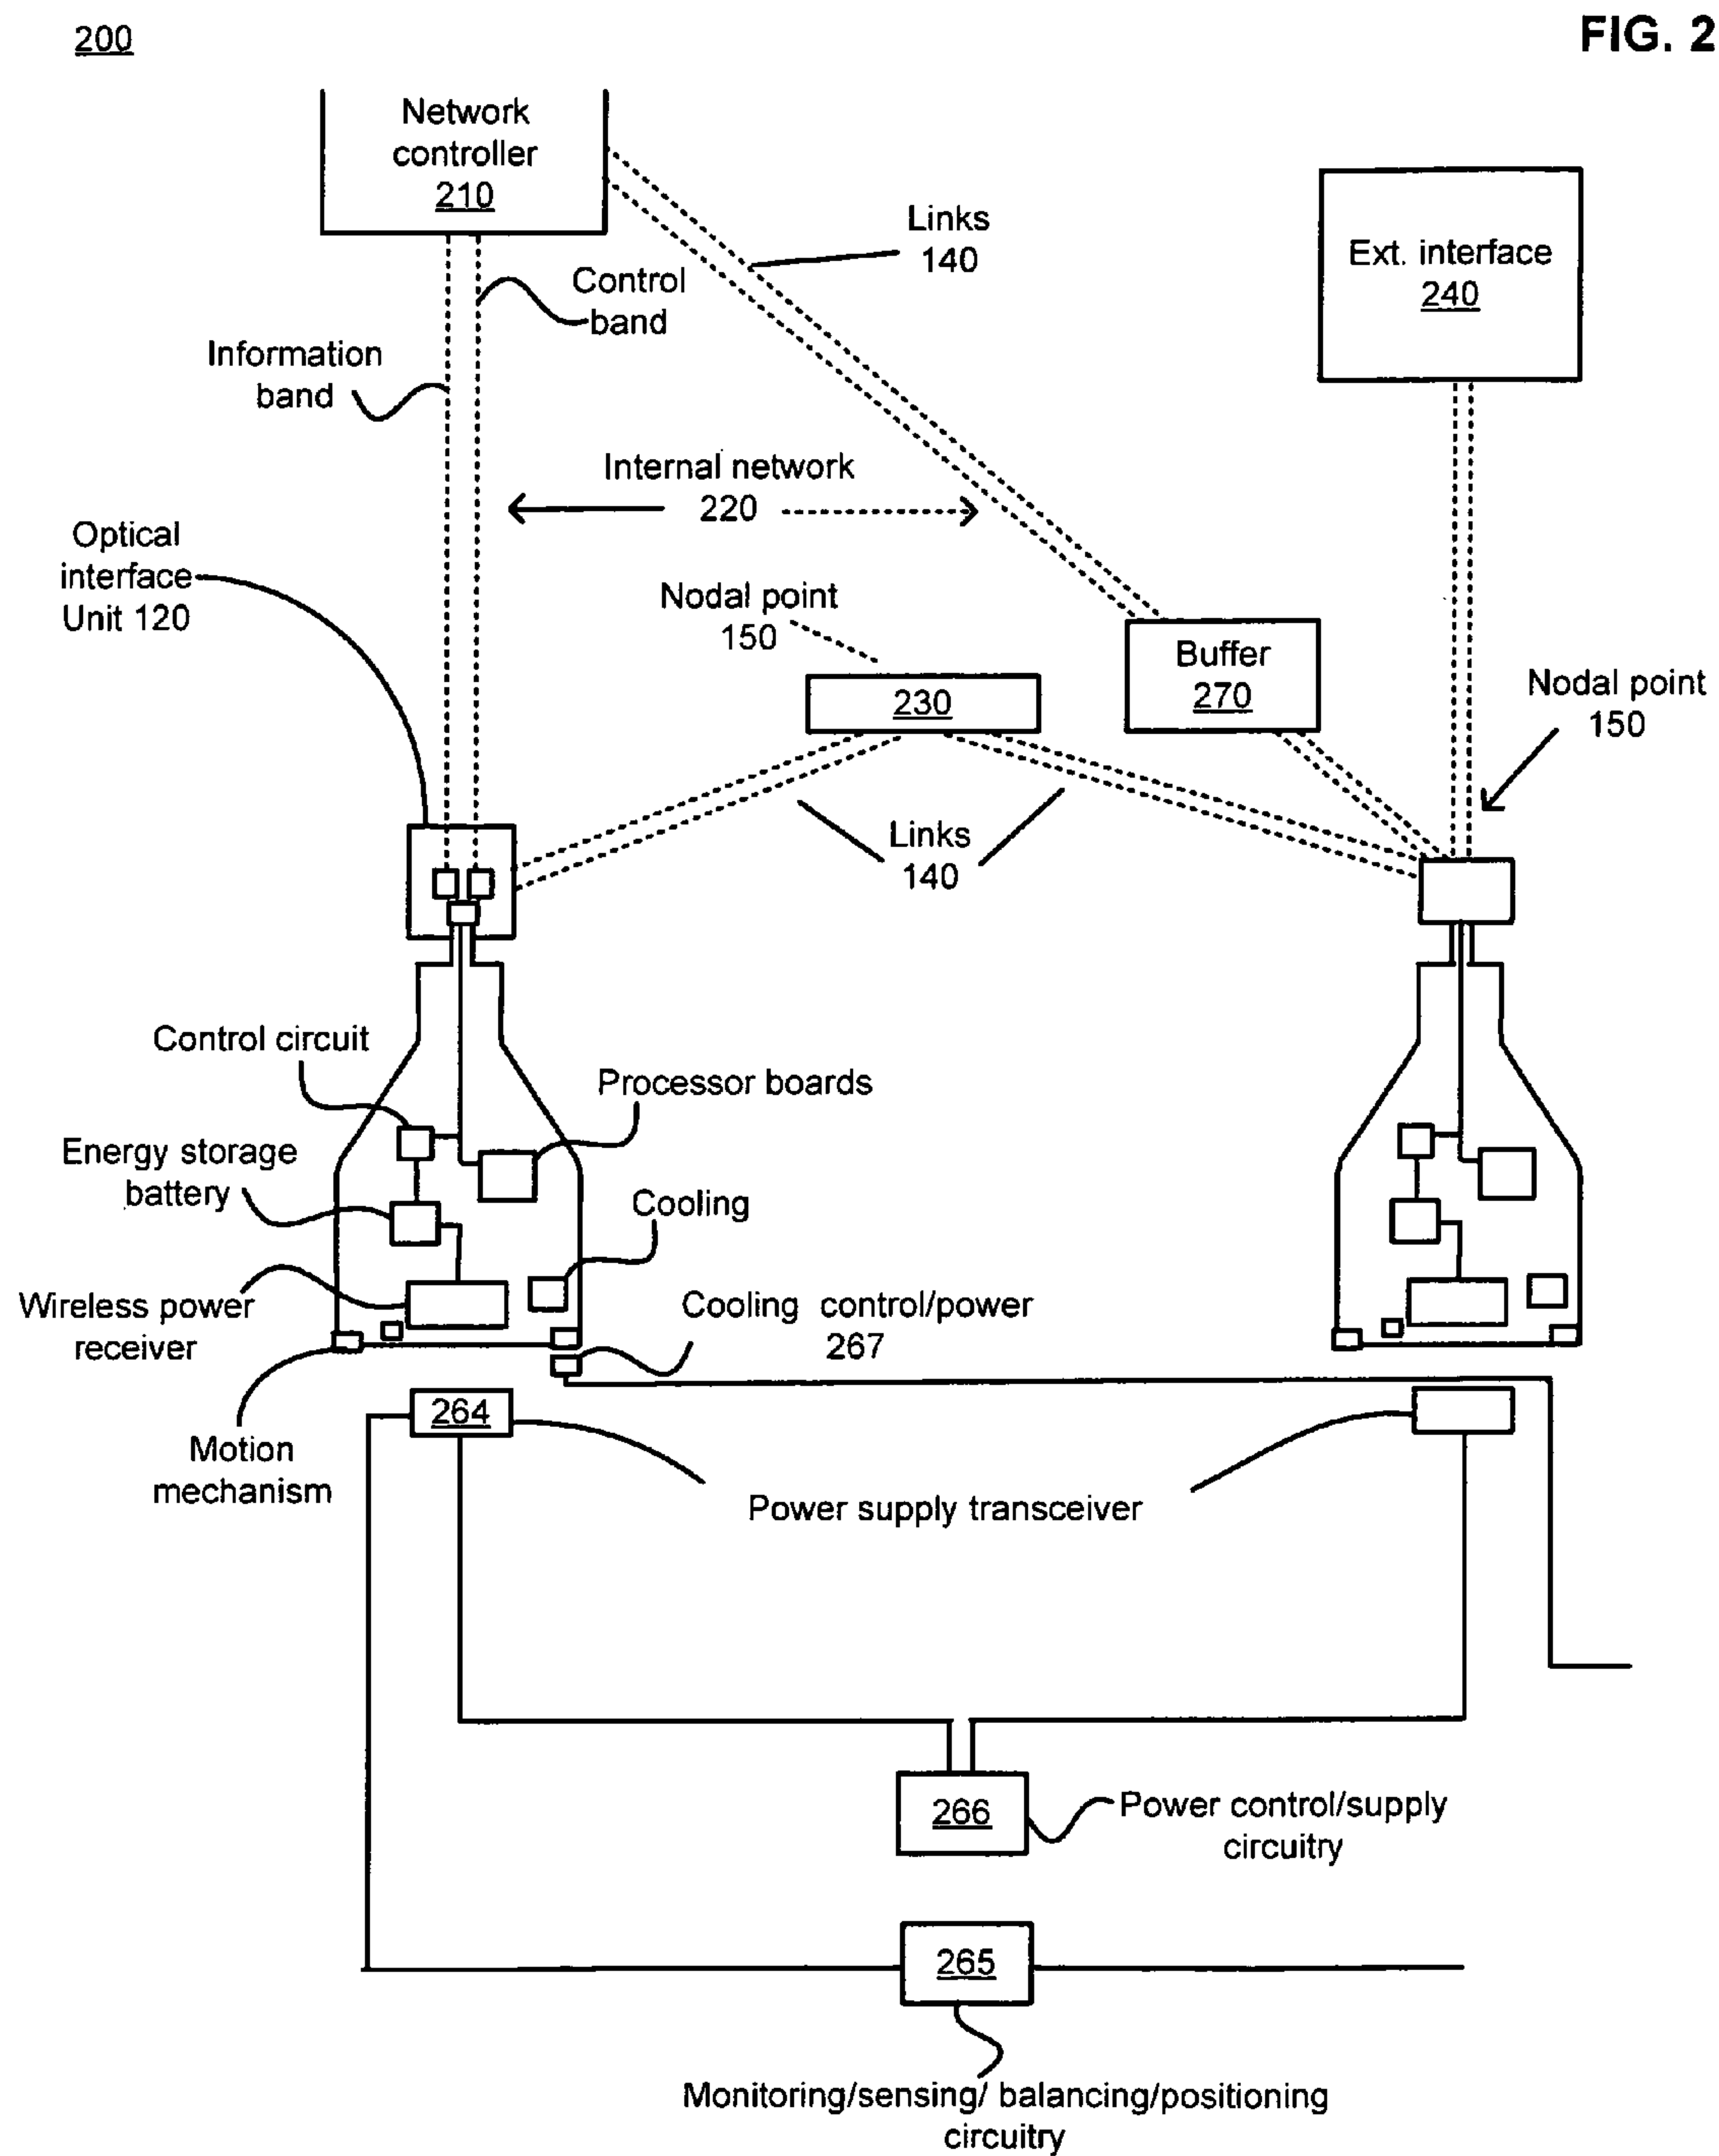 200
FIG. 2
Network
controller
210
Links
140
Ext. interface
240
Control
band
Information
band
Internal network
220
Optical
interface
Unit 120
Nodal point
150
Buffer
270
230
Nodal point
150
Links
140
Control circuit
Processor boards
Energy storage
battery
Cooling
Wireless power
receiver
Cooling control/power
267
264
Motion
mechanism
Power supply transceiver
266
Power control/supply
circuitry
265
Monitoring/sensing/ balancing/positioning
circuitry